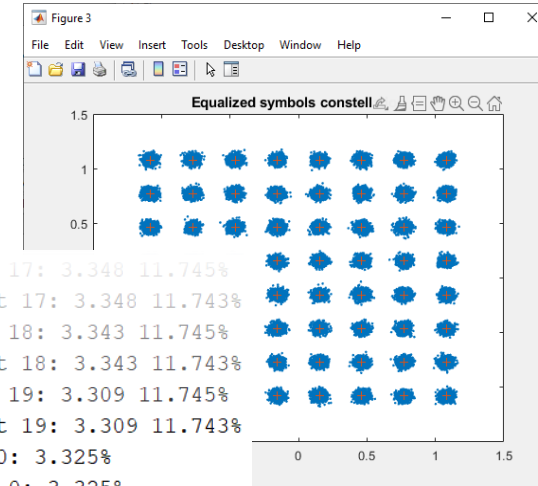 Figure 3
File Edit View Insert Tools Desktop Window Help
Equalized symbols constell
1.5
1
0.5
17: 3.348 11.745%
t 17: 3.348 11.743%
18: 3.343 11.745%
t 18: 3.343 11.743%
19: 3.309 11.745%
t 19: 3.309 11.743%
0: 3.325%
0: 3.325%
0 0.5 1 1.5